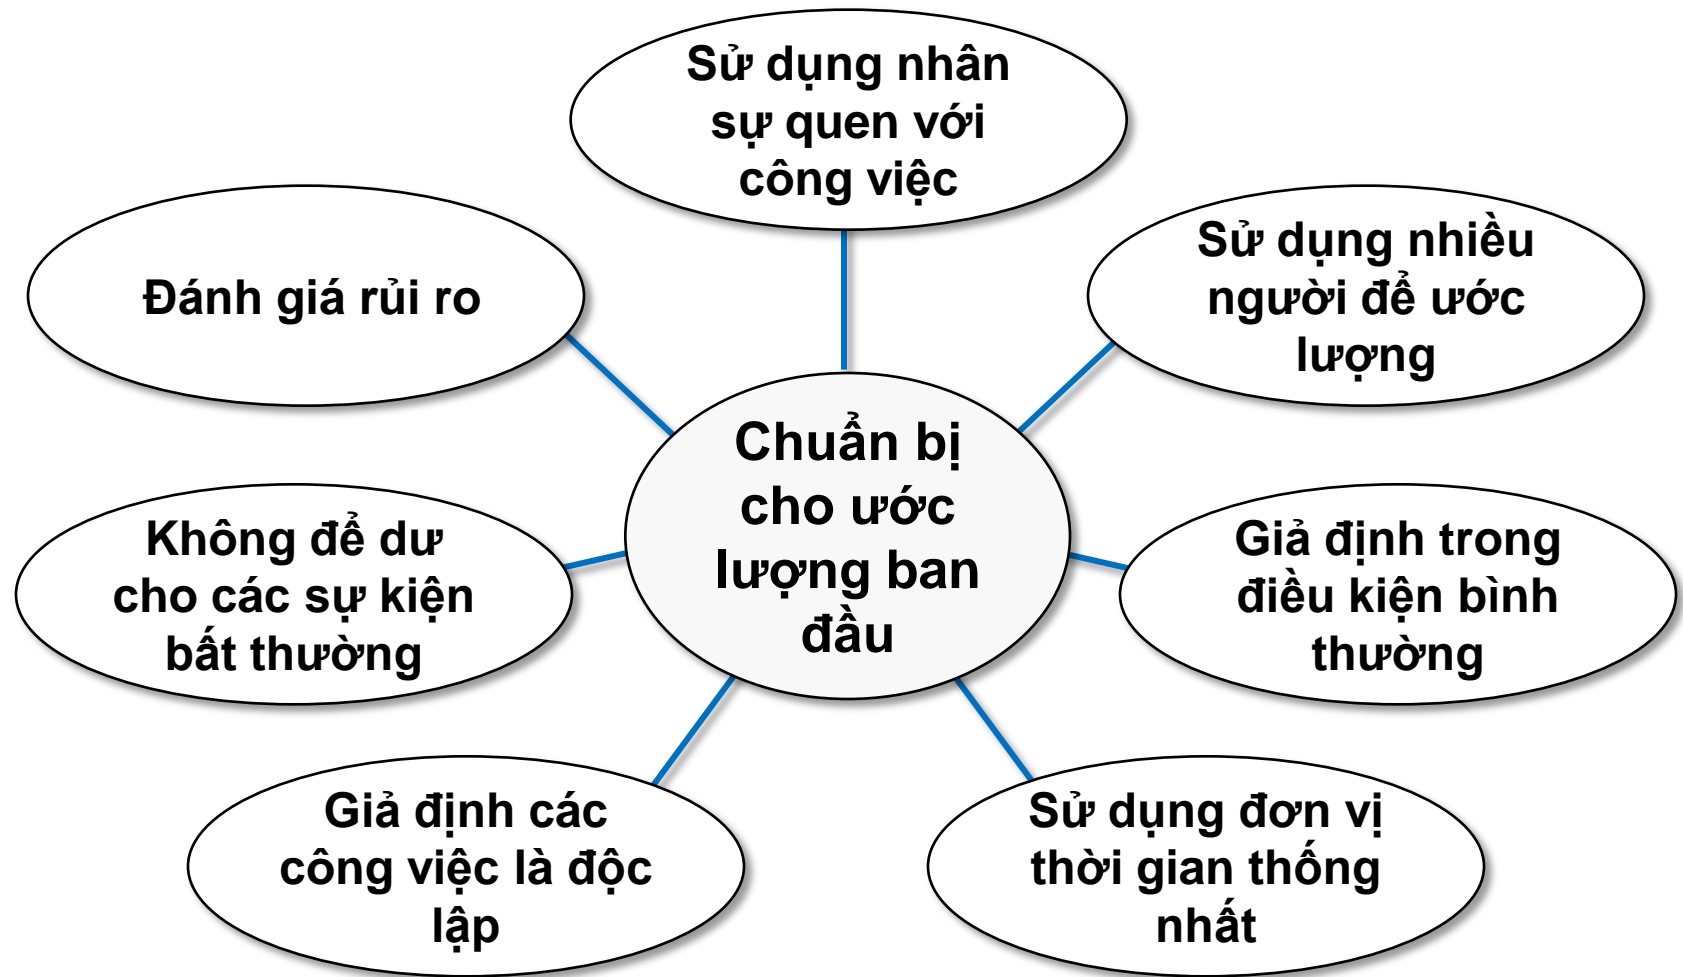 Sử dụng nhân
sự quen với
công việc
Sử dụng nhiều
người để ước
lượng
Đánh giá rủi ro
Chuẩn bị
cho ước
lượng ban
đầu
Không để dư
cho các sự kiện
bất thường
Giả định trong
điều kiện bình
thường
Giả định các
công việc là độc
lập
Sử dụng đơn vị
thời gian thống
nhất